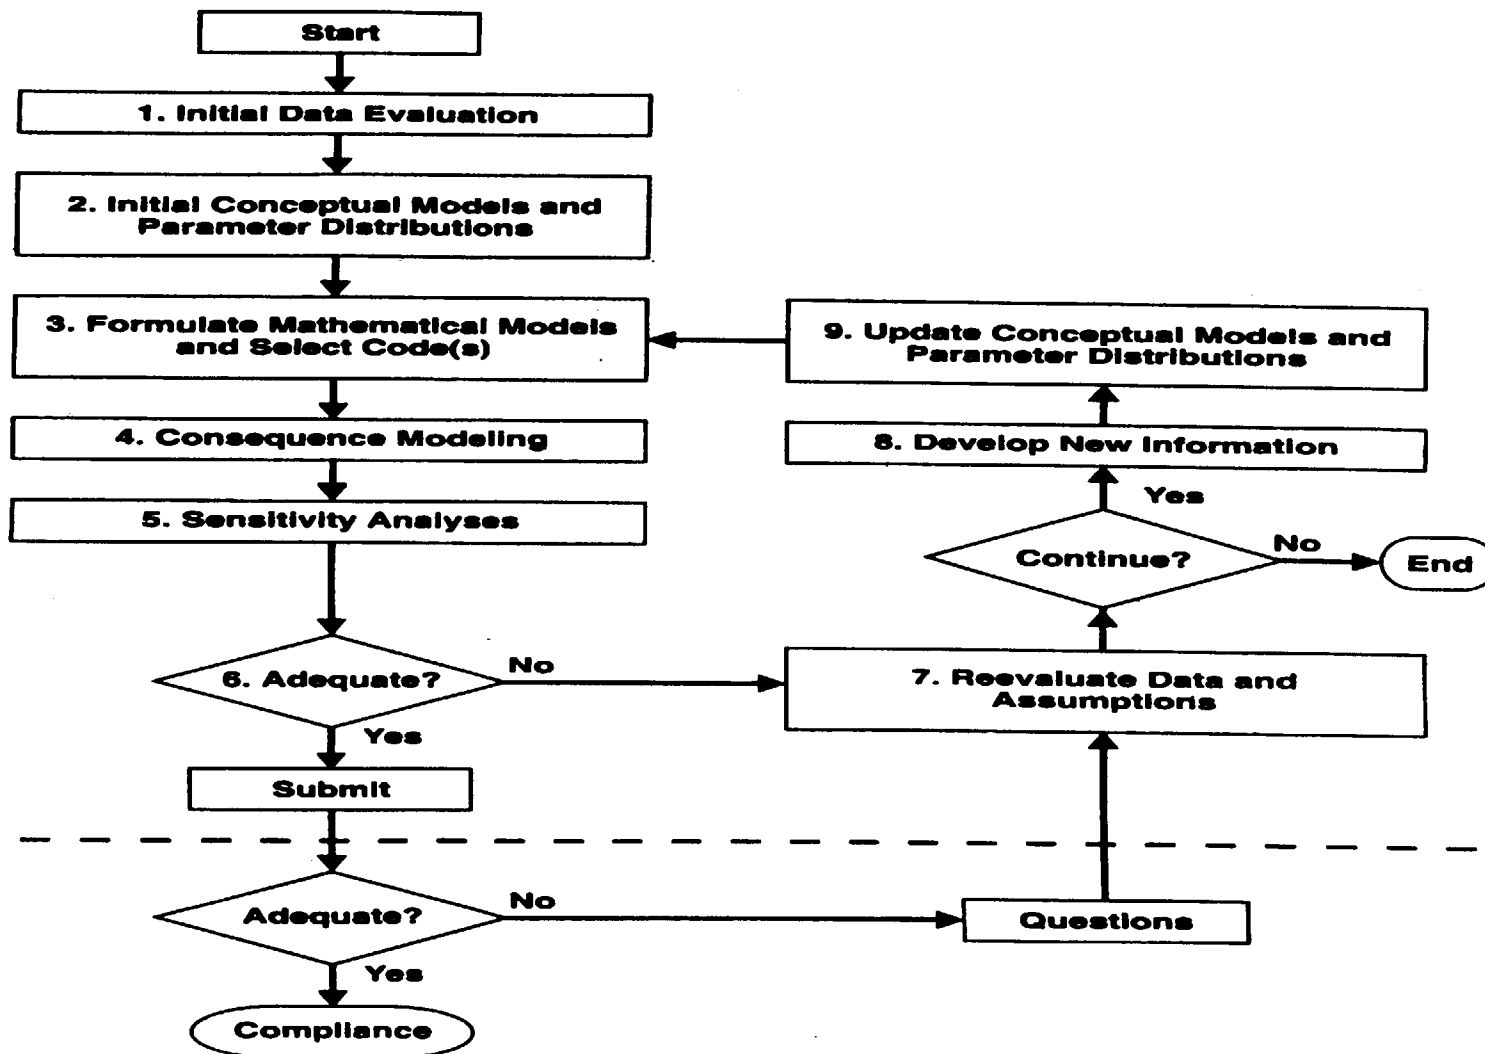 Start
1. Initial Data Evaluation
2. Initial Conceptual Models and
Parameter Distributions
3. Formulate Mathematical Models
and Select Code(s)
4. Consequence Modeling
5. Sensitivity Analyses
6. Adequate?
No
Yes
Submit
Adequate?
No
Yes
Compliance
9. Update Conceptual Models and
Parameter Distributions
8. Develop New Information
Yes
Continue?
No
End
7. Reevaluate Data and
Assumptions
Questions